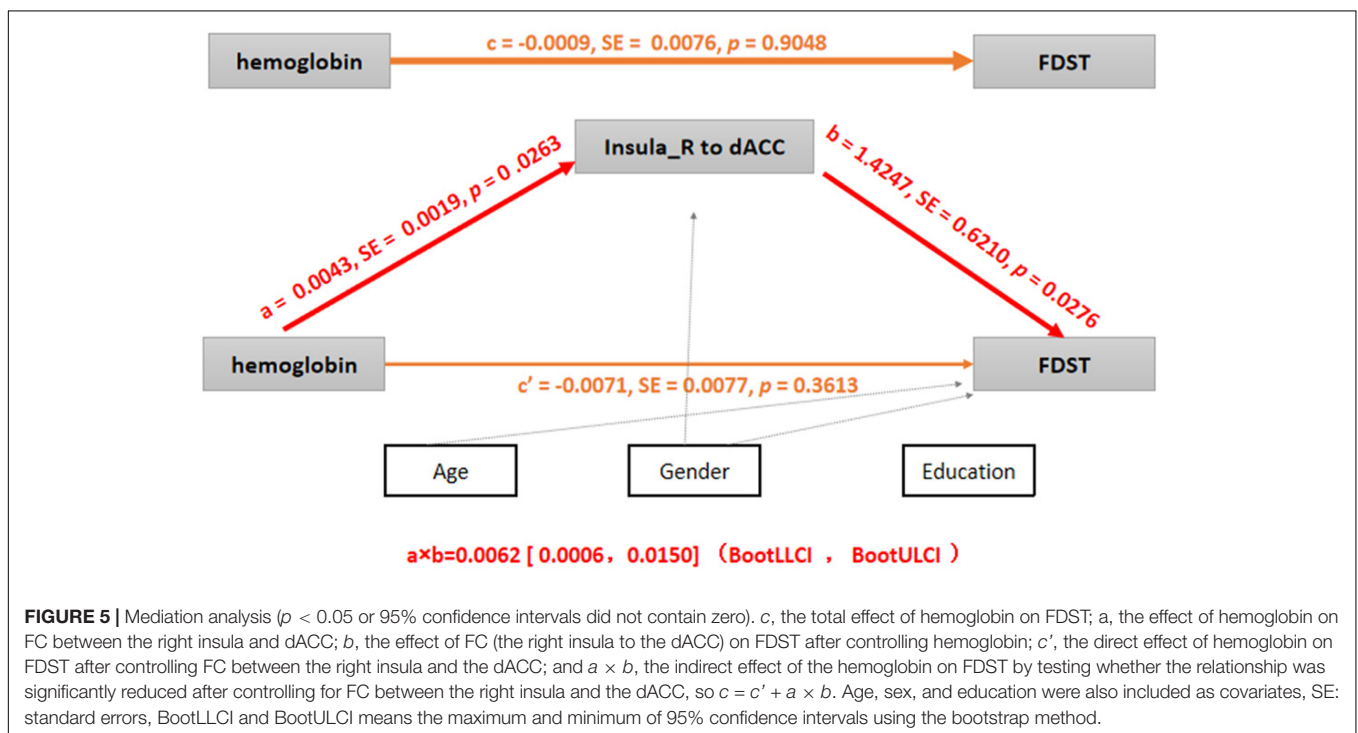 c = -0.0009, SE = 0.0076, p = 0.9048
hemoglobin
FDST
Insula_R to dACC
a = 0.0043, SE = 0.0019, p = 0 .0263
b = 1.4247, SE = 0.6210, p = 0.0276
hemoglobin
FDST
c’ = -0.0071, SE = 0.0077, p = 0.3613
Age
Gender
Education
a×b=0.0062 [ 0.0006，0.0150] （BootLLCI ， BootULCI ）
FIGURE 5 | Mediation analysis (p < 0.05 or 95% confidence intervals did not contain zero). c, the total effect of hemoglobin on FDST; a, the effect of hemoglobin on
FC between the right insula and dACC; b, the effect of FC (the right insula to the dACC) on FDST after controlling hemoglobin; c’, the direct effect of hemoglobin on
FDST after controlling FC between the right insula and the dACC; and a × b, the indirect effect of the hemoglobin on FDST by testing whether the relationship was
significantly reduced after controlling for FC between the right insula and the dACC, so c = c’ + a × b. Age, sex, and education were also included as covariates, SE:
standard errors, BootLLCI and BootULCI means the maximum and minimum of 95% confidence intervals using the bootstrap method.